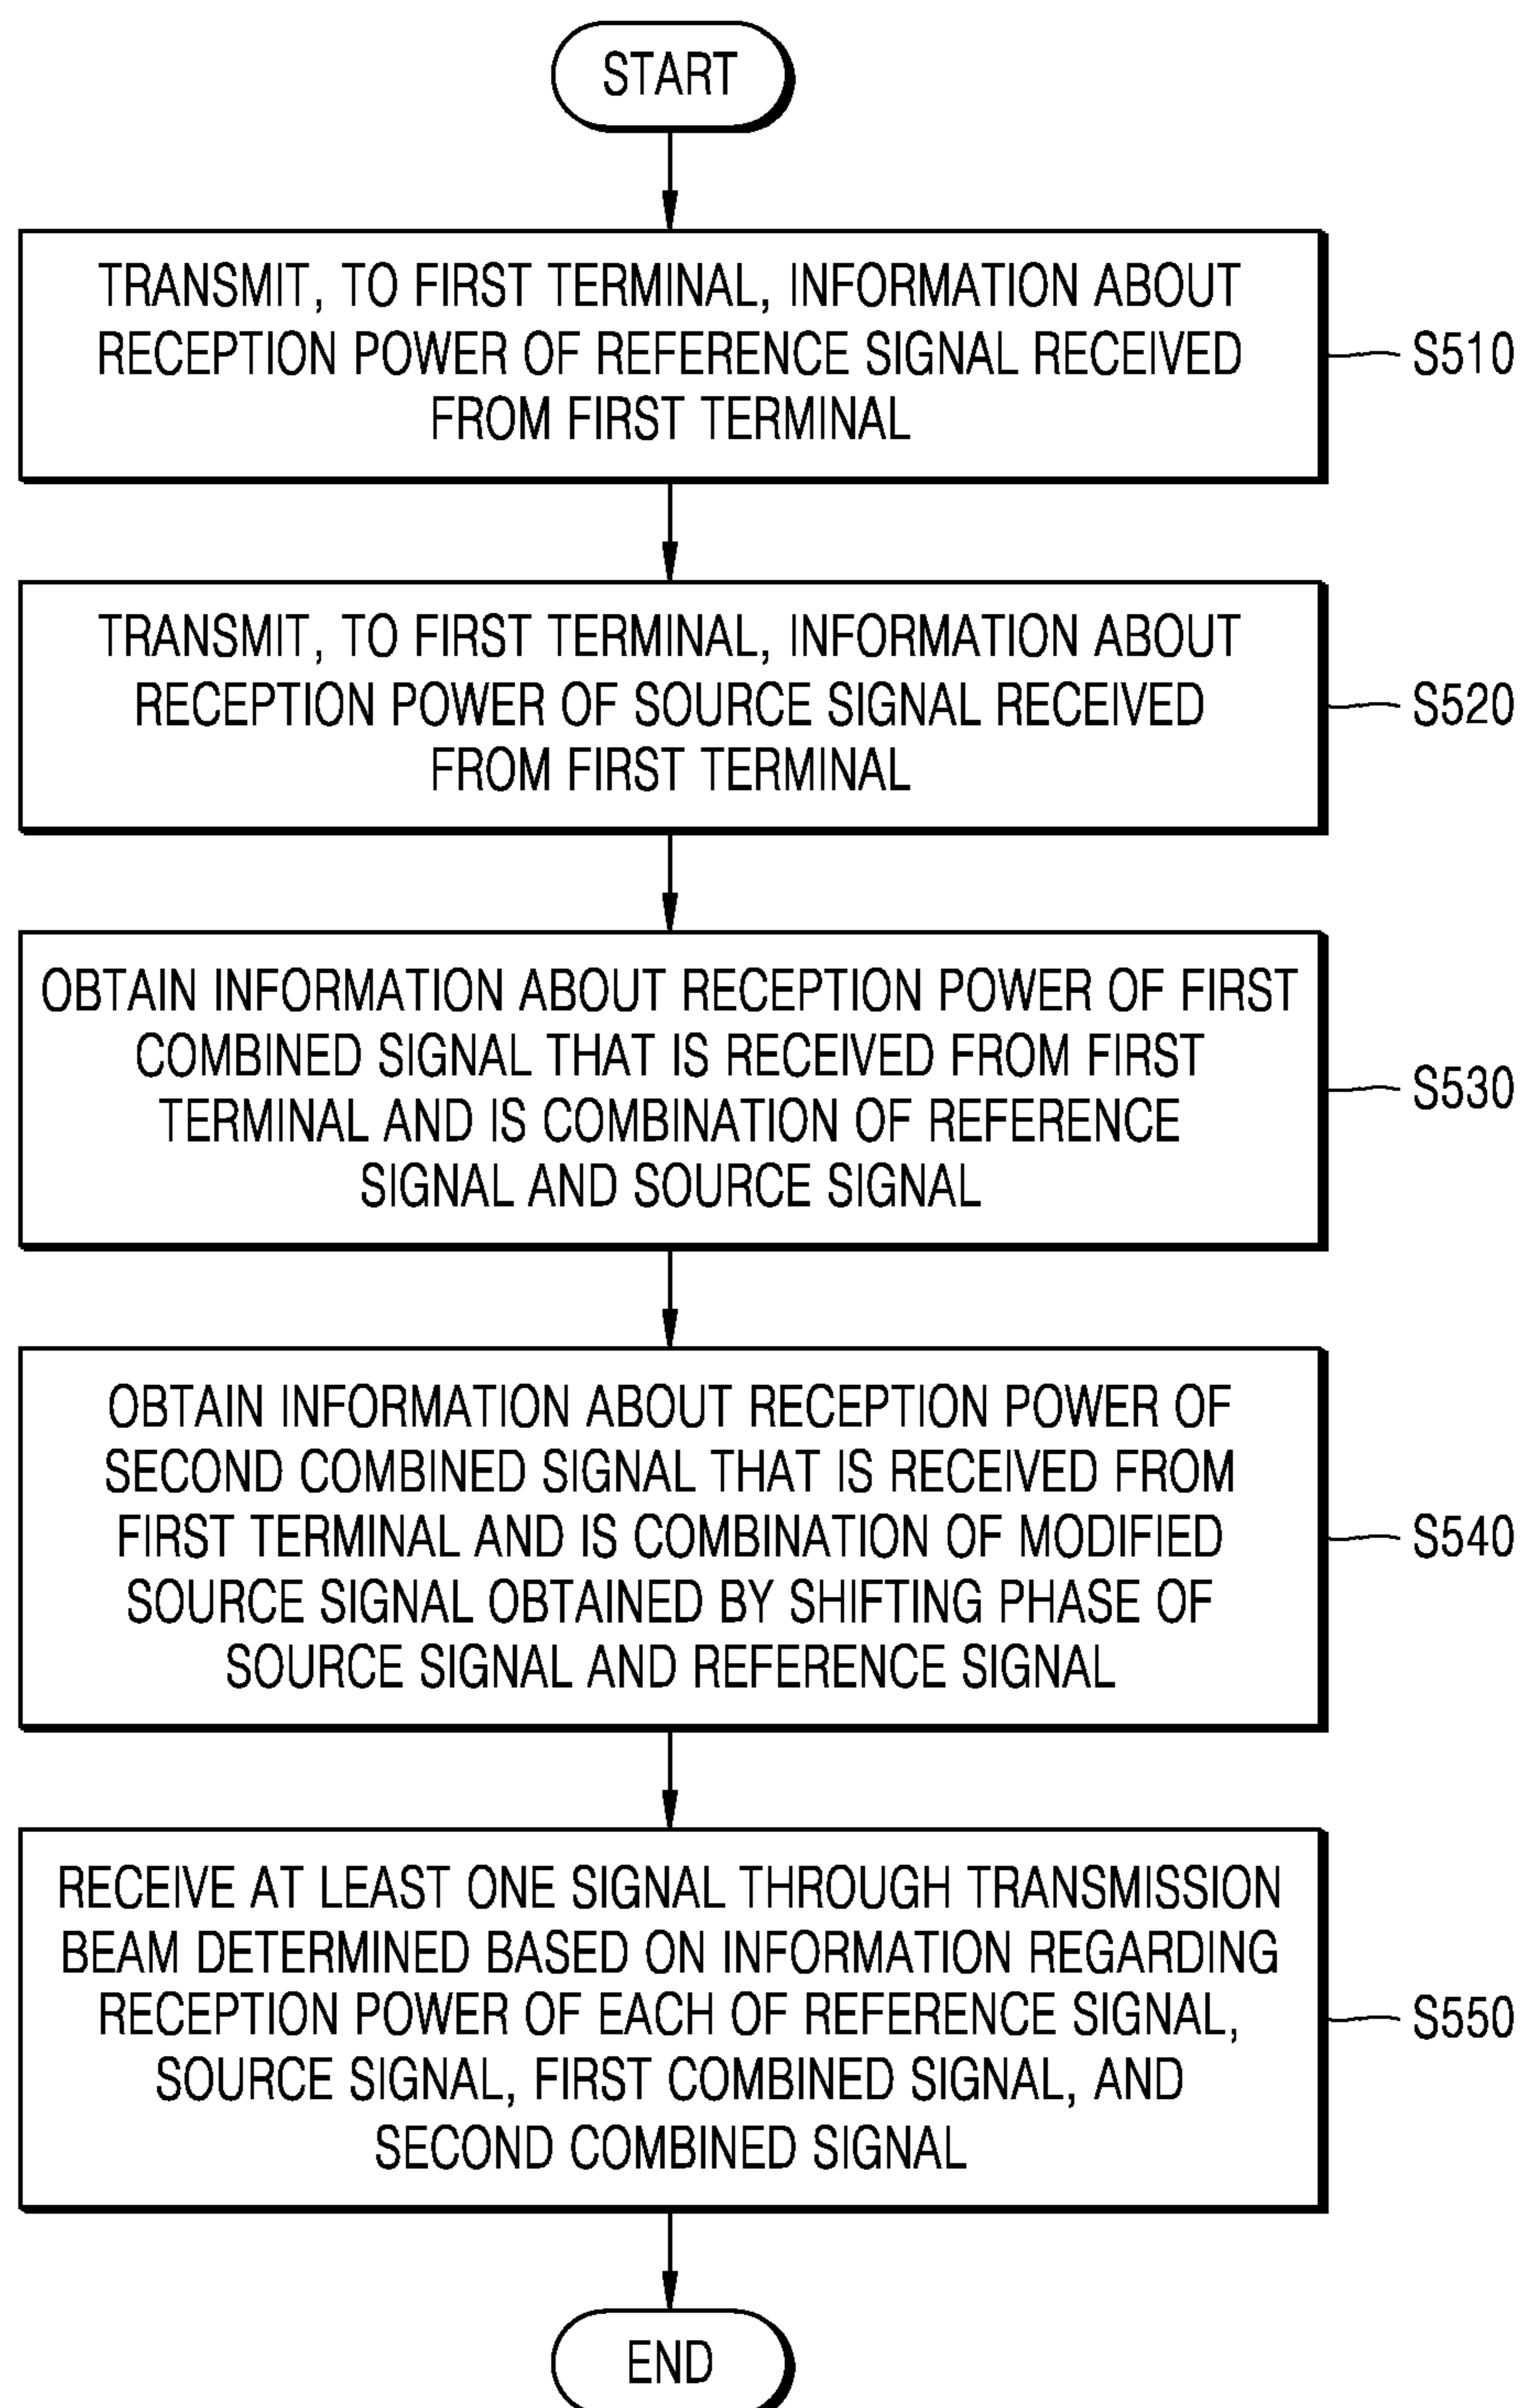 START
TRANSMIT, TO FIRST TERMINAL, INFORMATION ABOUT
RECEPTION POWER OF REFERENCE SIGNAL RECEIVED
FROM FIRST TERMINAL
S510
TRANSMIT, TO FIRST TERMINAL, INFORMATION ABOUT
RECEPTION POWER OF SOURCE SIGNAL RECEIVED
FROM FIRST TERMINAL
S520
OBTAIN INFORMATION ABOUT RECEPTION POWER OF FIRST
COMBINED SIGNAL THAT IS RECEIVED FROM FIRST
TERMINAL AND IS COMBINATION OF REFERENCE
SIGNAL AND SOURCE SIGNAL
S530
OBTAIN INFORMATION ABOUT RECEPTION POWER OF
SECOND COMBINED SIGNAL THAT IS RECEIVED FROM
FIRST TERMINAL AND IS COMBINATION OF MODIFIED
SOURCE SIGNAL OBTAINED BY SHIFTING PHASE OF
SOURCE SIGNAL AND REFERENCE SIGNAL
S540
RECEIVE AT LEAST ONE SIGNAL THROUGH TRANSMISSION
BEAM DETERMINED BASED ON INFORMATION REGARDING
RECEPTION POWER OF EACH OF REFERENCE SIGNAL,
SOURCE SIGNAL, FIRST COMBINED SIGNAL, AND
SECOND COMBINED SIGNAL
S550
END